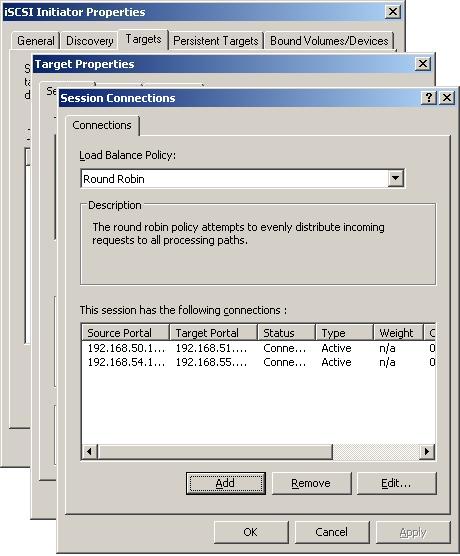 iSCSI Initiator Properties
General Discovery Targets Persistent Targets Bound Volumes/Devices
Target Properties
Session Connections
Connections
Load Balance Policy:
Round Robin
Description
The round robin policy attempts to evenly distribute incoming
requests to all processing paths.
This session has the following connections :
Source Portal Target Portal Status Type Weight C
192.168.50.1... 192.168.51.... Conne... Active n/a 0
192.168.54.1... 192.168.55.... Conne... Active n/a 0
Add Remove Edit...
OK Cancel Apply